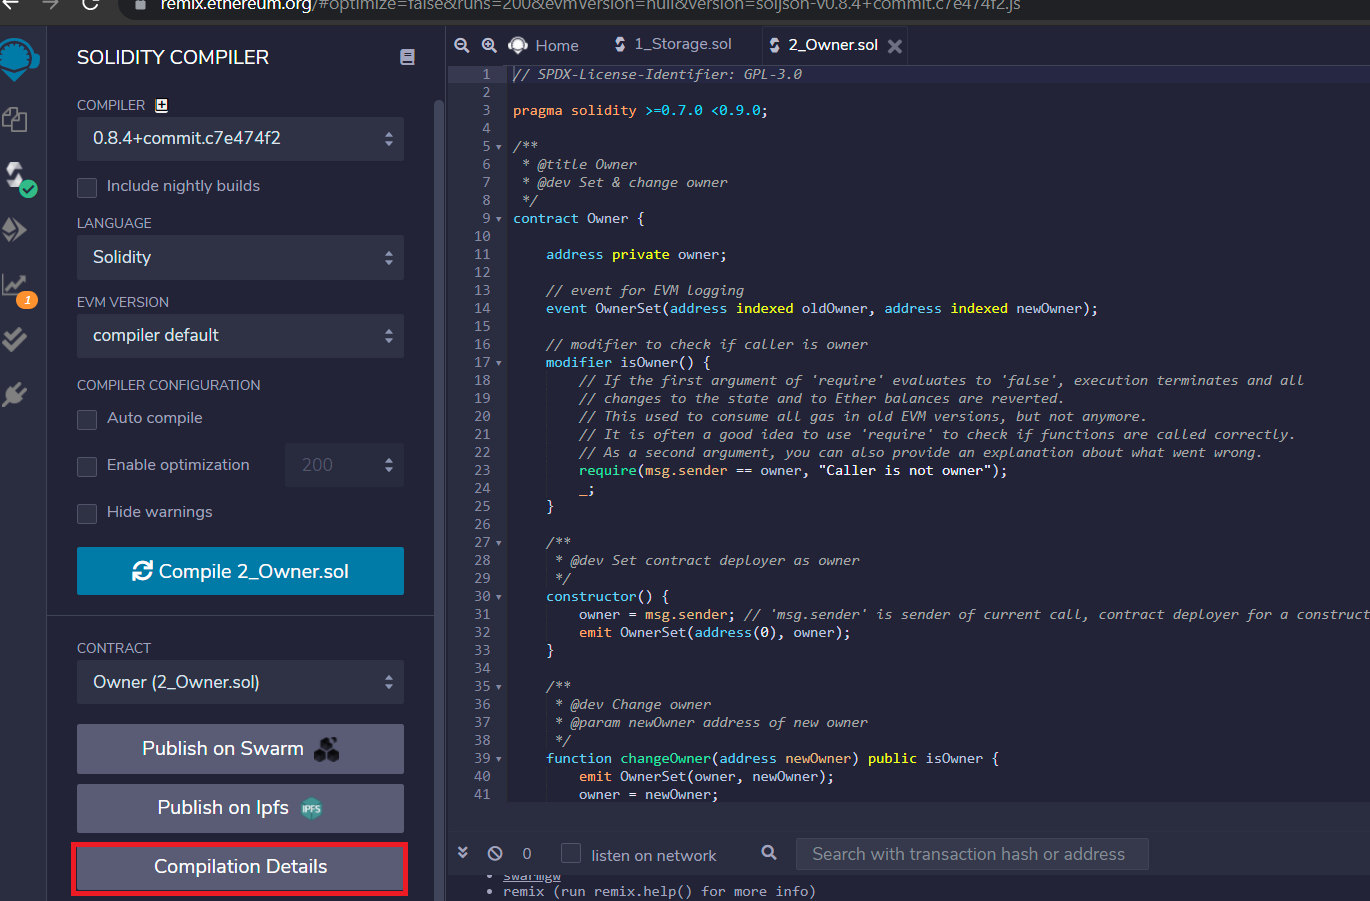 remix.ethereum.org/#optimize=false&runs=200&evmVersion=null&version=soljson-v0.8.4+commit.c7e474f2.js
SOLIDITY COMPILER
COMPILER
0.8.4+commit.c7e474f2
Include nightly builds
LANGUAGE
Solidity
EVM VERSION
compiler default
COMPILER CONFIGURATION
Auto compile
Enable optimization
200
Hide warnings
Compile 2_Owner.sol
CONTRACT
Owner (2_Owner.sol)
Publish on Swarm
Publish on Ipfs
IPFS
Compilation Details
1
Home
1_Storage.sol
2_Owner.sol
1 // SPDX-License-Identifier: GPL-3.0
2
3 pragma solidity >=0.7.0 <0.9.0;
4
5 /**
6 * @title Owner
7 * @dev Set & change owner
8 */
9 contract Owner {
10
11 address private owner;
12
13 // event for EVM logging
14 event OwnerSet(address indexed oldOwner, address indexed newOwner);
15
16 // modifier to check if caller is owner
17 modifier isOwner() {
18 // If the first argument of 'require' evaluates to 'false', execution terminates and all
19 // changes to the state and to Ether balances are reverted.
20 // This used to consume all gas in old EVM versions, but not anymore.
21 // It is often a good idea to use 'require' to check if functions are called correctly.
22 // As a second argument, you can also provide an explanation about what went wrong.
23 require(msg.sender == owner, "Caller is not owner");
24 _;
25 }
26
27 /**
28 * @dev Set contract deployer as owner
29 */
30 constructor() {
31 owner = msg.sender; // 'msg.sender' is sender of current call, contract deployer for a construct
32 emit OwnerSet(address(0), owner);
33 }
34
35 /**
36 * @dev Change owner
37 * @param newOwner address of new owner
38 */
39 function changeOwner(address newOwner) public isOwner {
40 emit OwnerSet(owner, newOwner);
41 owner = newOwner;
0
listen on network
Search with transaction hash or address
• swarmgw
• remix (run remix.help() for more info)